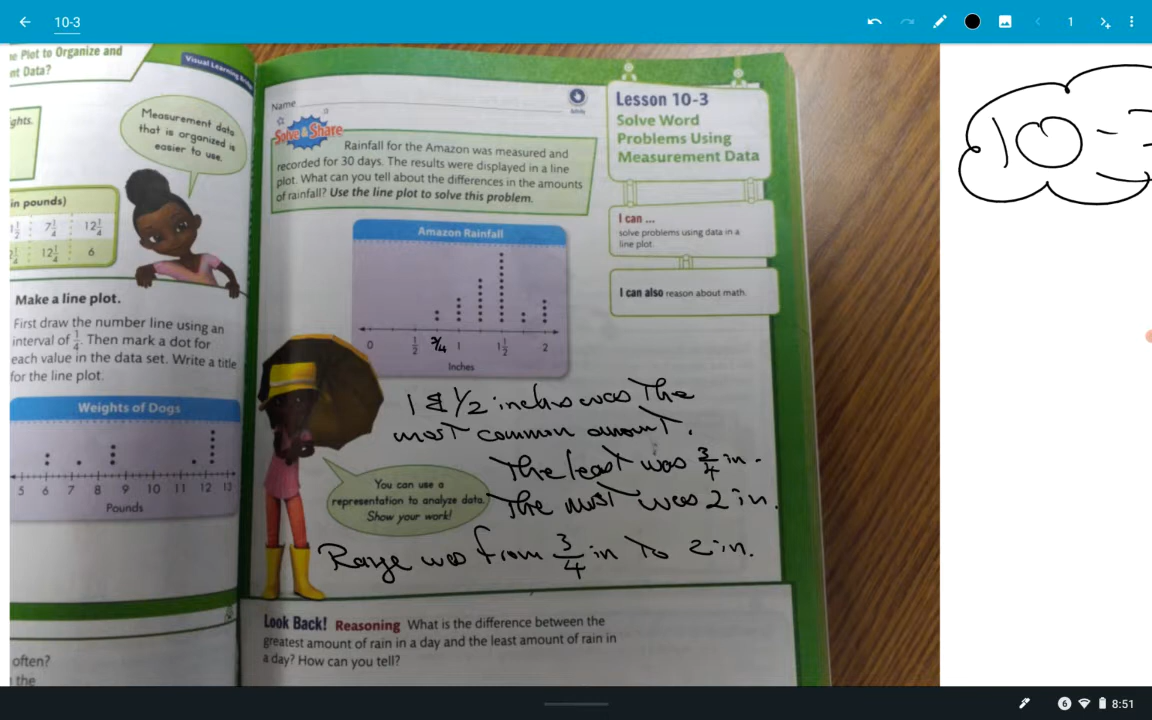 10-3
1
e Plot to Organize and
nt Data?
Visual Learning
ghts.
Measurement data
that is organized is
easier to use.
in pounds)
1/2 7 1/4 12 1/4
1/4 12 1/4 6
Make a line plot.
First draw the number line using an
interval of 1/4. Then mark a dot for
each value in the data set. Write a title
for the line plot.
Weights of Dogs
5 6 7 8 9 10 11 12 13
Pounds
often?
the
Name
Activity
Solve & Share
Rainfall for the Amazon was measured and
recorded for 30 days. The results were displayed in a line
plot. What can you tell about the differences in the amounts
of rainfall? Use the line plot to solve this problem.
Amazon Rainfall
0 1/2 3/4 1 1 1/2 2
Inches
1 & 1/2 inches was the
most common amount.
The least was 3/4 in.
The most was 2 in.
Range was from 3/4 in to 2 in.
You can use a
representation to analyze data.
Show your work!
Look Back! Reasoning What is the difference between the
greatest amount of rain in a day and the least amount of rain in
a day? How can you tell?
Lesson 10-3
Solve Word
Problems Using
Measurement Data
I can ...
solve problems using data in a
line plot.
I can also reason about math.
10-
6 8:51